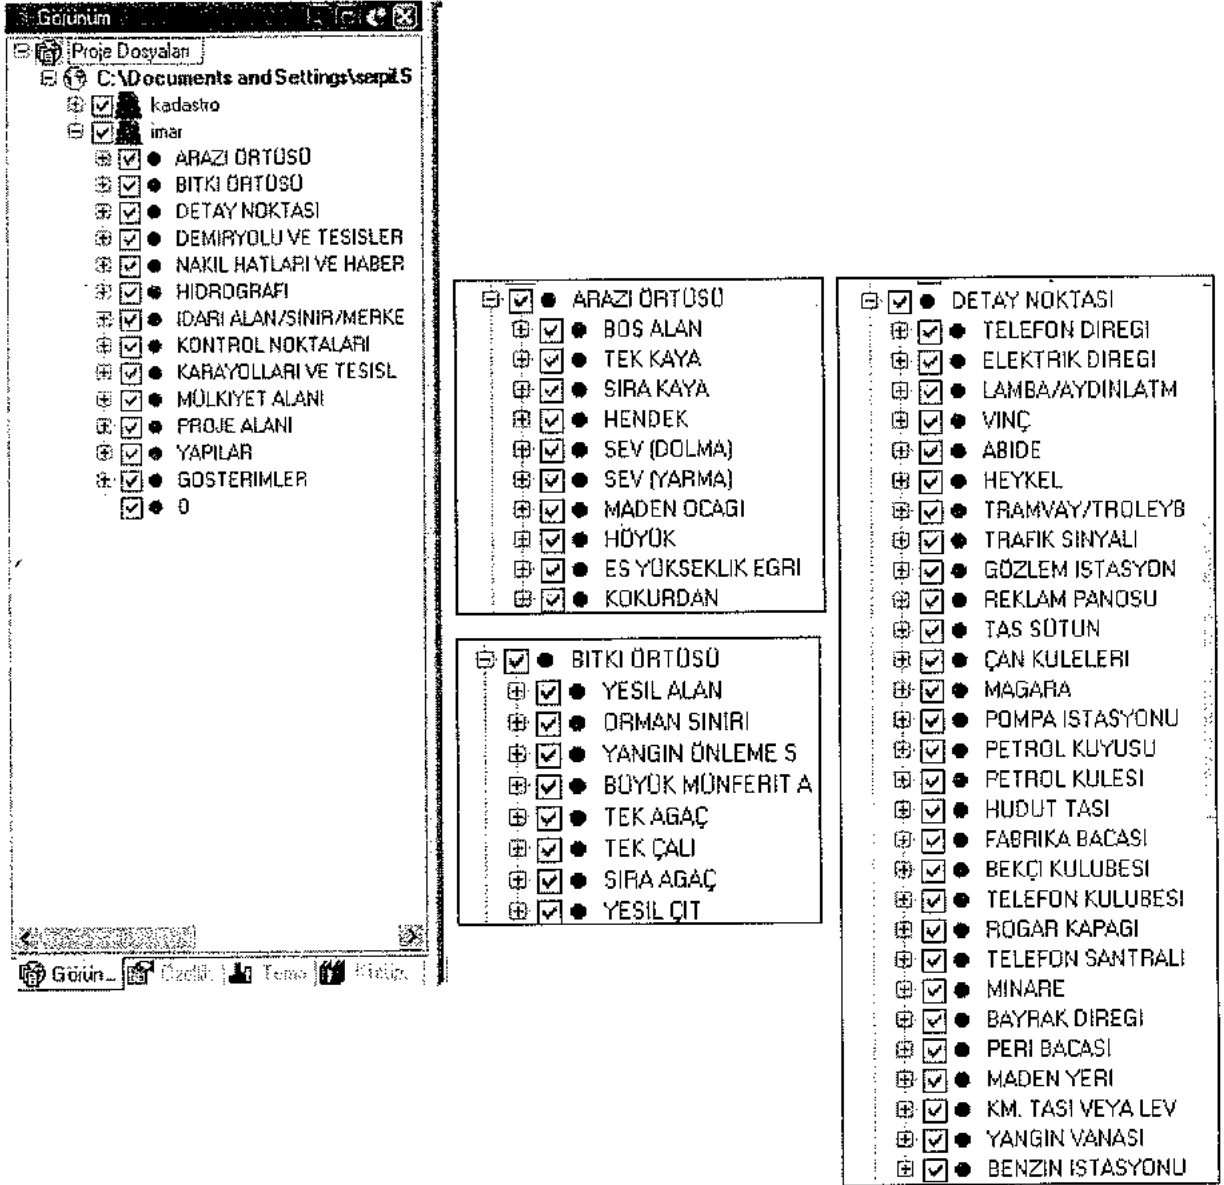 Görünüm
Proje Dosyaları
C:\Documents and Settings\serpil.S
kadastro
imar
ARAZI ÖRTÜSÜ
BITKI ÖRTÜSÜ
DETAY NOKTASI
DEMIRYOLU VE TESISLER
NAKIL HATLARI VE HABER
HIDROGRAFI
IDARI ALAN/SINIR/MERKE
KONTROL NOKTALARI
KARAYOLLARI VE TESISL
MÜLKIYET ALANI
PROJE ALANI
YAPILAR
GOSTERIMLER
0
Görün...
Özellik.
Tema
ARAZI ÖRTÜSÜ
BOS ALAN
TEK KAYA
SIRA KAYA
HENDEK
SEV (DOLMA)
SEV (YARMA)
MADEN OCAGI
HÖYÜK
ES YÜKSEKLIK EGRI
KOKURDAN
BITKI ÖRTÜSÜ
YESIL ALAN
ORMAN SINIRI
YANGIN ÖNLEME S
BÜYÜK MÜNFERIT A
TEK AGAÇ
TEK ÇALI
SIRA AGAÇ
YESIL ÇIT
DETAY NOKTASI
TELEFON DIREGI
ELEKTRIK DIREGI
LAMBA/AYDINLATM
VINÇ
ABIDE
HEYKEL
TRAMVAY/TROLEYB
TRAFIK SINYALI
GÖZLEM ISTASYON
REKLAM PANOSU
TAS SÜTUN
ÇAN KULELERI
MAGARA
POMPA ISTASYONU
PETROL KUYUSU
PETROL KULESI
HUDUT TASI
FABRIKA BACASI
BEKÇI KULUBESI
TELEFON KULUBESI
ROGAR KAPAGI
TELEFON SANTRALI
MINARE
BAYRAK DIREGI
PERI BACASI
MADEN YERI
KM. TASI VEYA LEV
YANGIN VANASI
BENZIN ISTASYONU